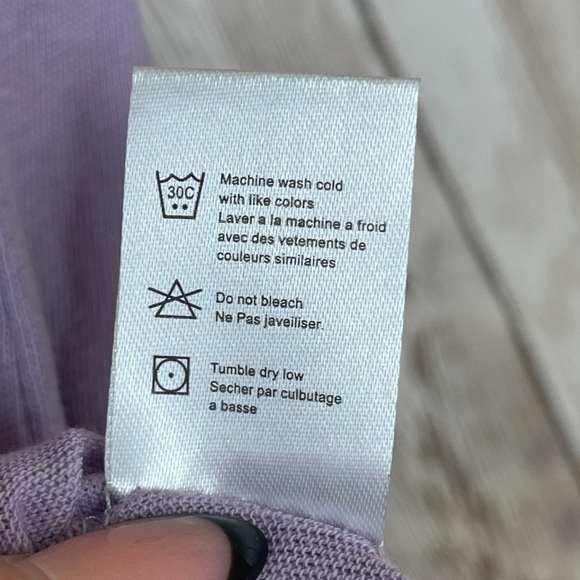 30C
Machine wash cold
with like colors
Laver a la machine a froid
avec des vetements de
couleurs similaires
Do not bleach
Ne Pas javeiliser.
Tumble dry low
Secher par culbutage
a basse